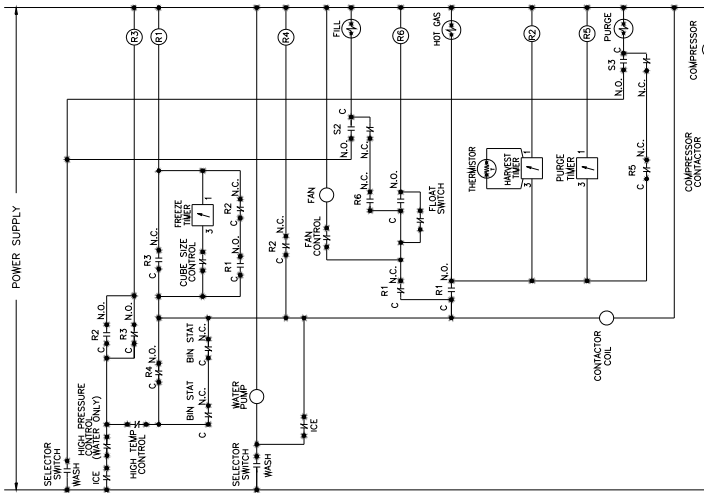 POWER SUPPLY
SELECTOR
SWITCH
WASH
ICE
HIGH PRESSURE
CONTROL
(WATER ONLY)
HIGH TEMP
CONTROL
R2
C
N.O.
R3
C
N.O.
R3
R4
C
N.O.
R3
C
N.C.
R1
BIN STAT
C
N.C.
BIN STAT
C
N.C.
CUBE SIZE
CONTROL
FREEZE
TIMER
3
1
R1
C
N.O.
R2
C
N.C.
SELECTOR
SWITCH
WASH
WATER
PUMP
ICE
R2
C
N.C.
R4
FAN
CONTROL
FAN
S2
N.O.
C
N.C.
FILL
R6
N.C.
R1
C
N.C.
C
N.O.
FLOAT
SWITCH
R6
R1
C
N.O.
HOT GAS
THERMISTOR
HARVEST
TIMER
3
1
R2
PURGE
TIMER
3
1
R5
S3
N.O.
C
N.C.
PURGE
R5
C
N.C.
CONTACTOR
COIL
COMPRESSOR
CONTACTOR
COMPRESSOR